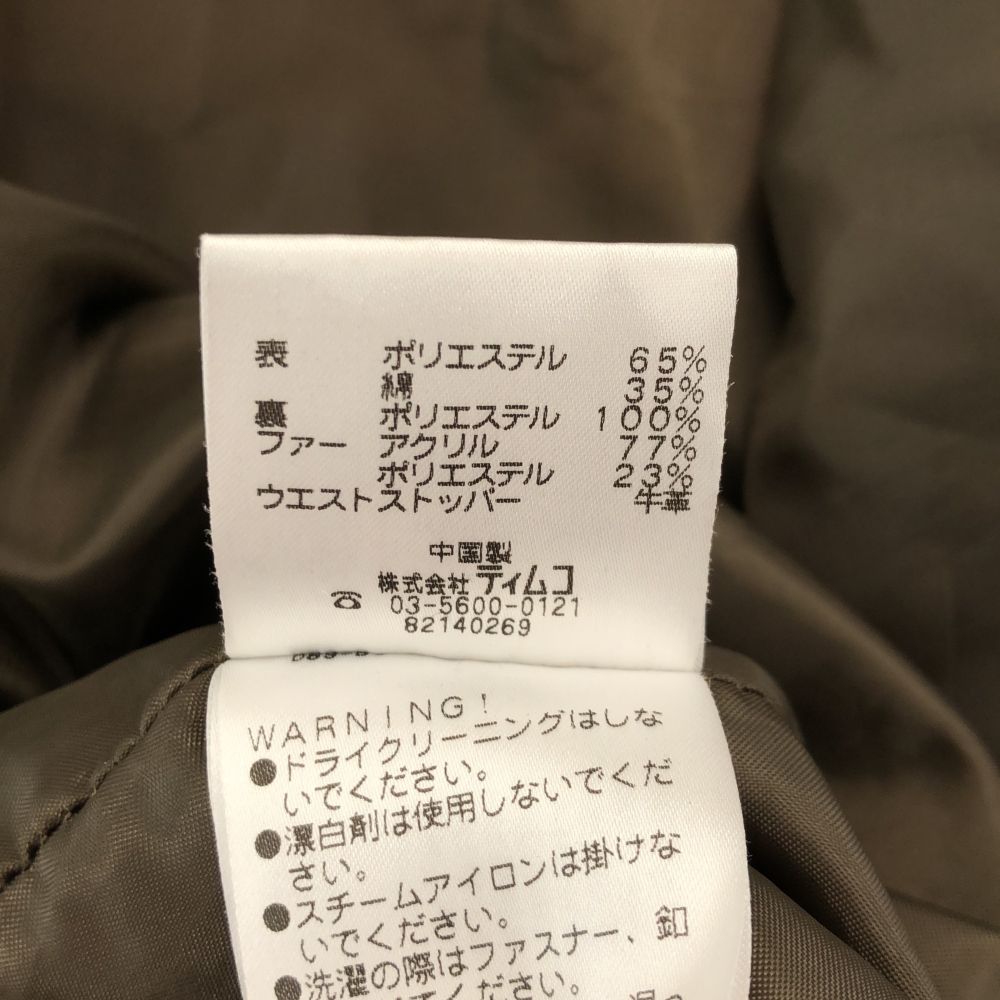 表 ポリエステル 65%
綿 35%
裏 ポリエステル 100%
ファー アクリル 77%
ポリエステル 23%
ウエストストッパー 牛革
中国製
株式会社 ティムコ
☎ 03-5600-0121
82140269
WARNING!
●ドライクリーニングはしな
いでください。
●漂白剤は使用しないでくだ
さい。
●スチームアイロンは掛けな
いでください。
●洗濯の際はファスナー、釦